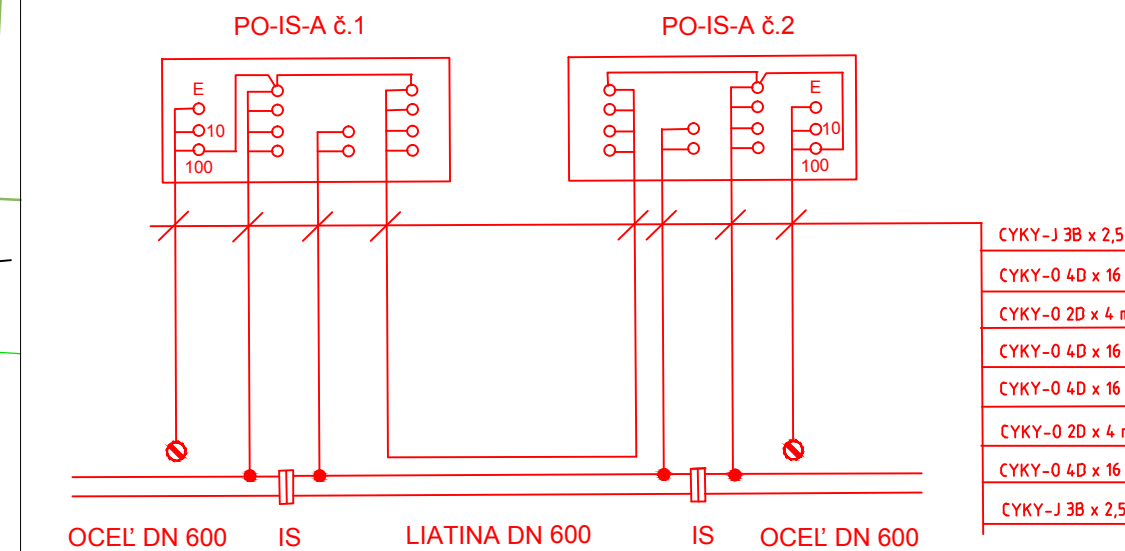 PO-IS-A č.1
PO-IS-A č.2
E
10
100
E
10
100
CYKY-J 3B x 2,5
CYKY-O 4D x 16
CYKY-O 2D x 4
CYKY-O 4D x 16
CYKY-O 4D x 16
CYKY-O 2D x 4
CYKY-O 4D x 16
CYKY-J 3B x 2,5
OCEĽ DN 600
IS
LIATINA DN 600
IS
OCEĽ DN 600